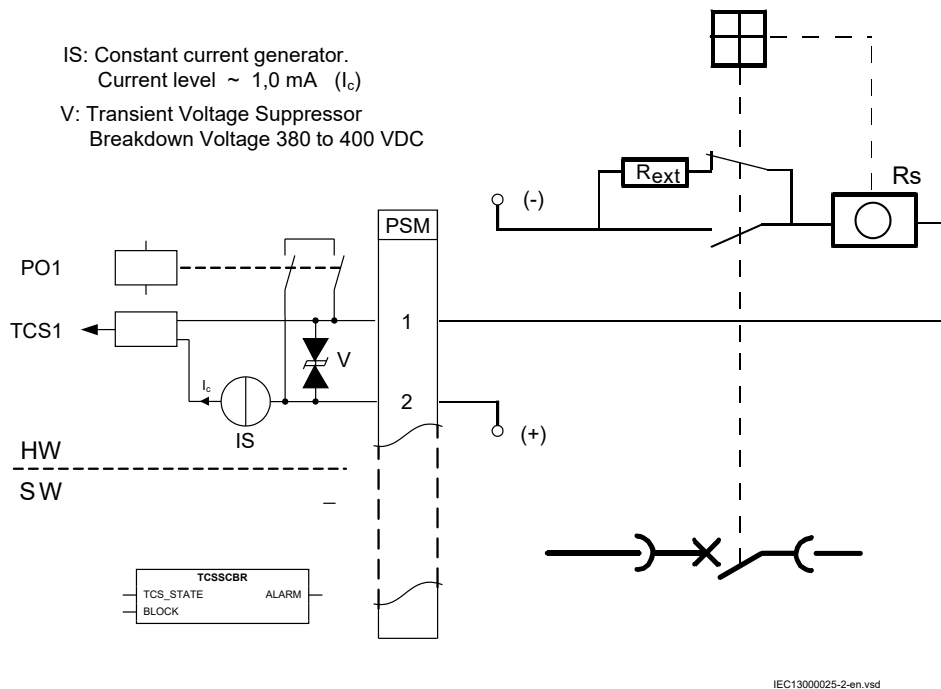 IS: Constant current generator.
Current level ~ 1,0 mA (Ic)
V: Transient Voltage Suppressor
Breakdown Voltage 380 to 400 VDC
Rext
Rs
(-)
PSM
PO1
TCS1
1
V
Ic
2
IS
(+)
HW
SW
_
TCSSCBR
TCS_STATE ALARM
BLOCK
IEC13000025-2-en.vsd